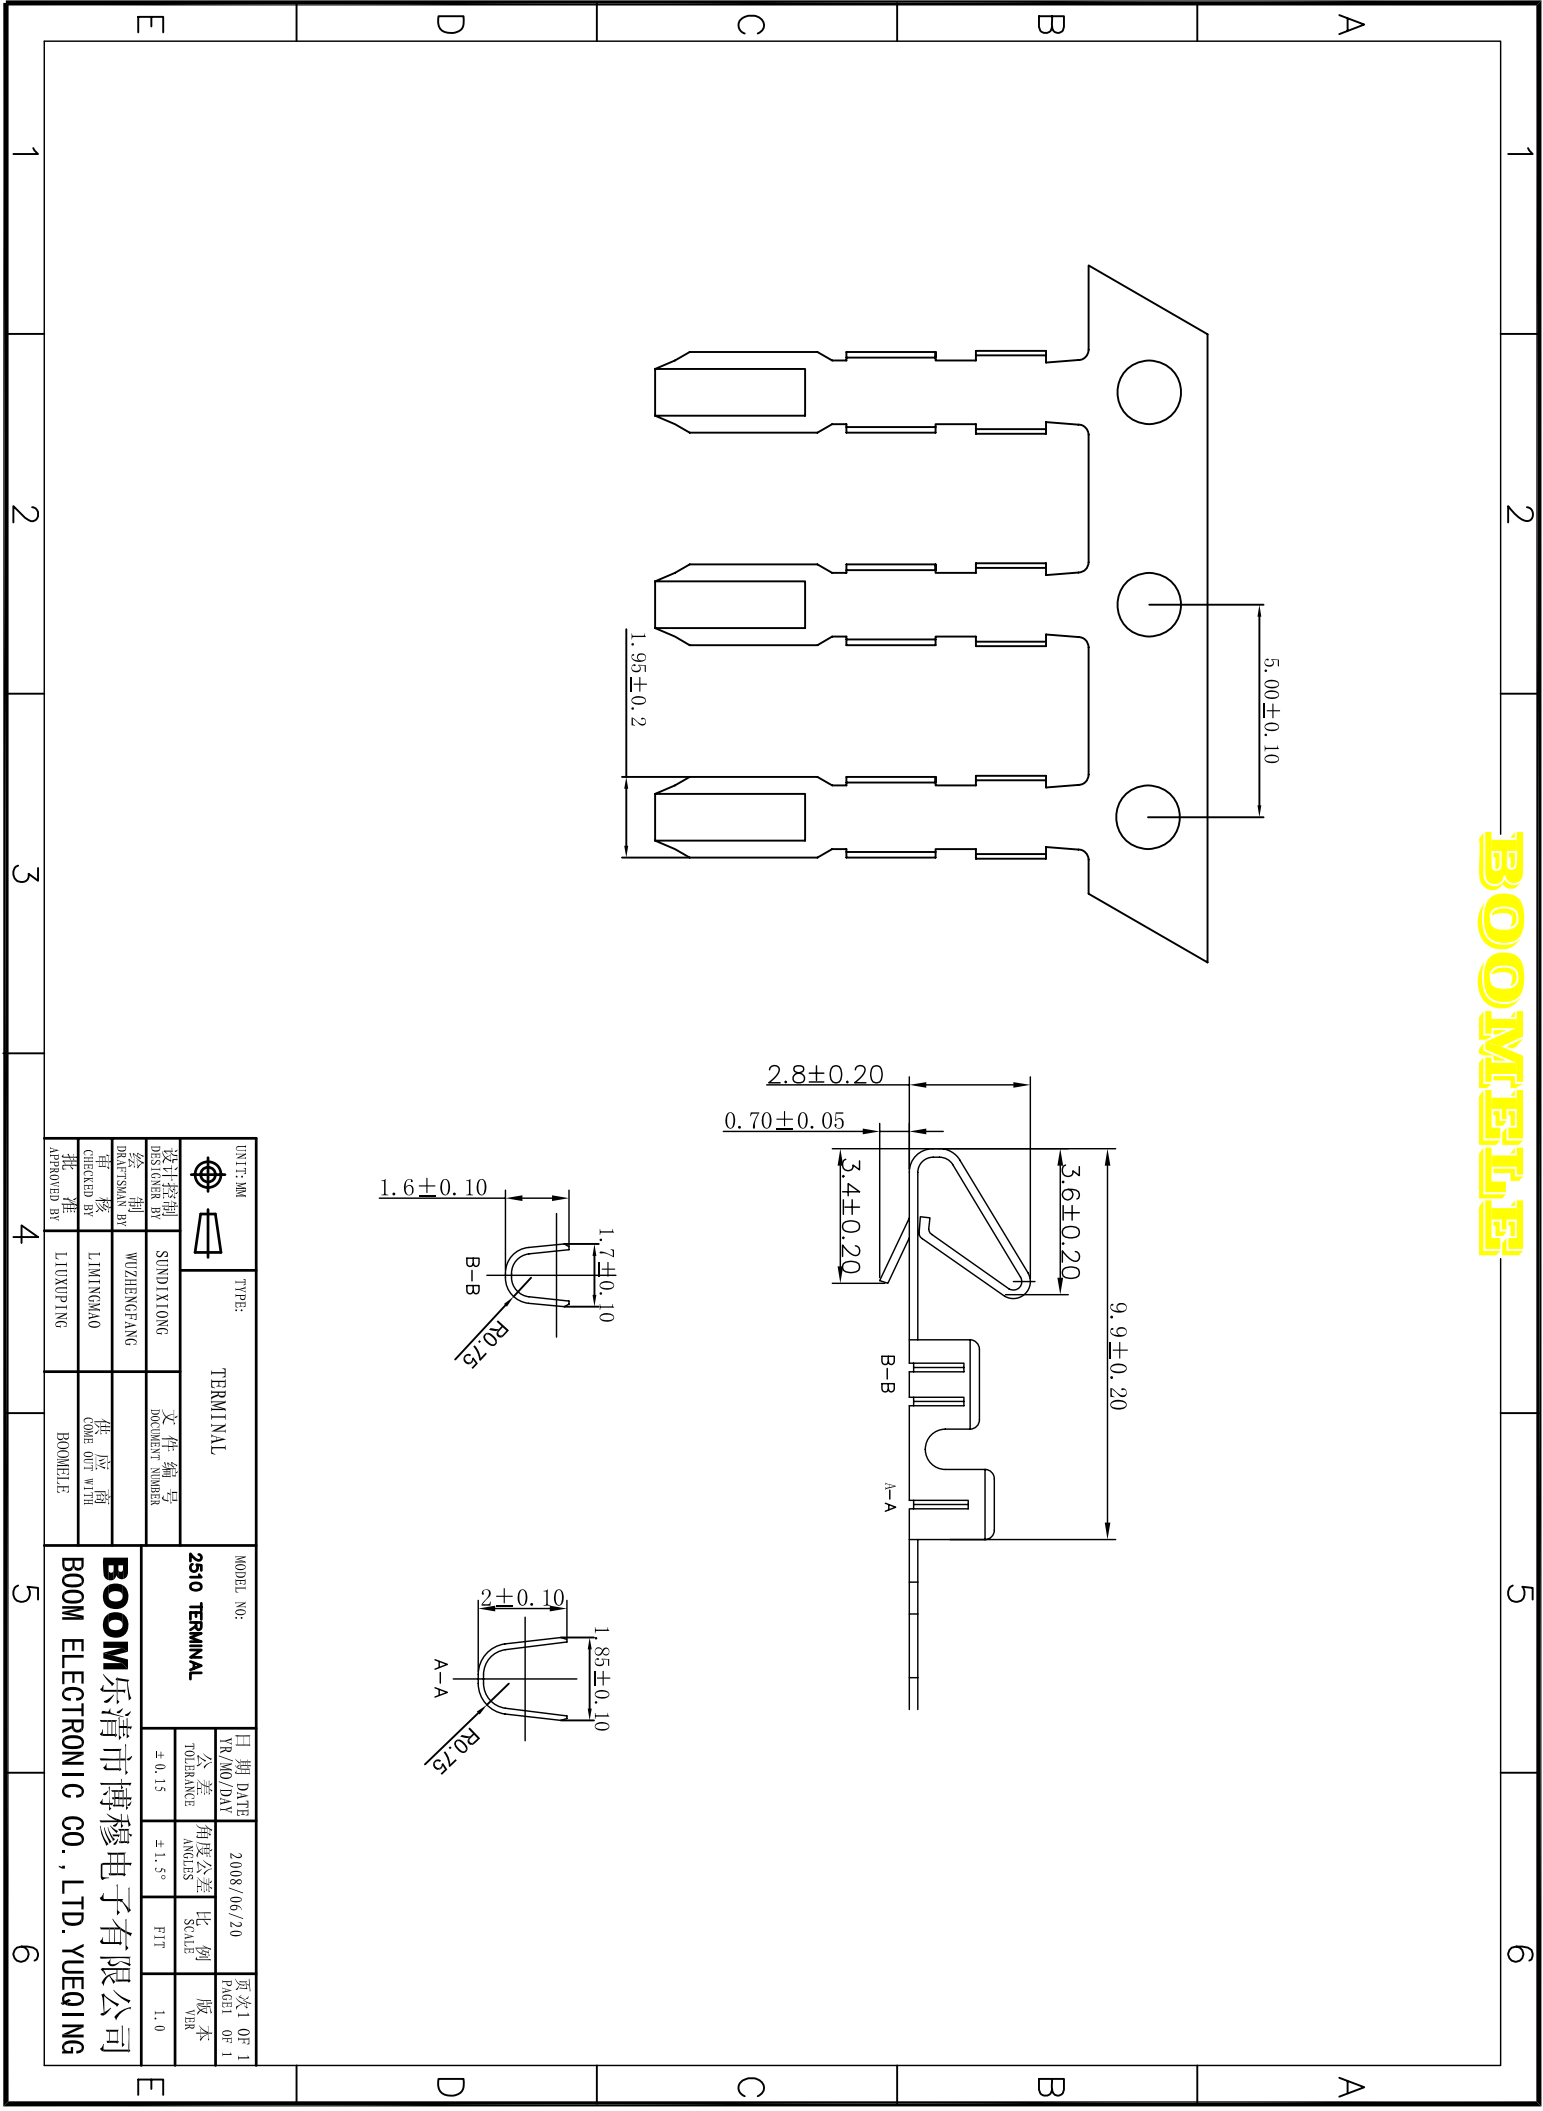 BOOMELE
1
2
3
4
5
6
A
B
C
D
E
5.00±0.10
1.95±0.2
9.9±0.20
3.6±0.20
2.8±0.20
0.70±0.05
3.4±0.20
B-B
A-A
1.7±0.10
1.6±0.10
R0.75
B-B
1.85±0.10
2±0.10
R0.75
A-A
UNIT:MM
TYPE:
TERMINAL
MODEL NO:
2510 TERMINAL
日期 DATE
YR/MO/DAY
2008/06/20
页次1 OF 1
PAGE1 OF 1
公差
TOLERANCE
角度公差
ANGLES
比例
SCALE
版本
VER
±0.15
±1.5°
FIT
1.0
设计控制
DESIGNER BY
SUNDIXIONG
文件编号
DOCUMENT NUMBER
绘制
DRAFTSMAN BY
WUZHENGFANG
审核
CHECKED BY
LIMINGMAO
供应商
COME OUT WITH
批准
APPROVED BY
LIUXUPING
BOOMELE
BOOM乐清市博穆电子有限公司
BOOM ELECTRONIC CO.,LTD.YUEQING
1
2
3
4
5
6
A
B
C
D
E